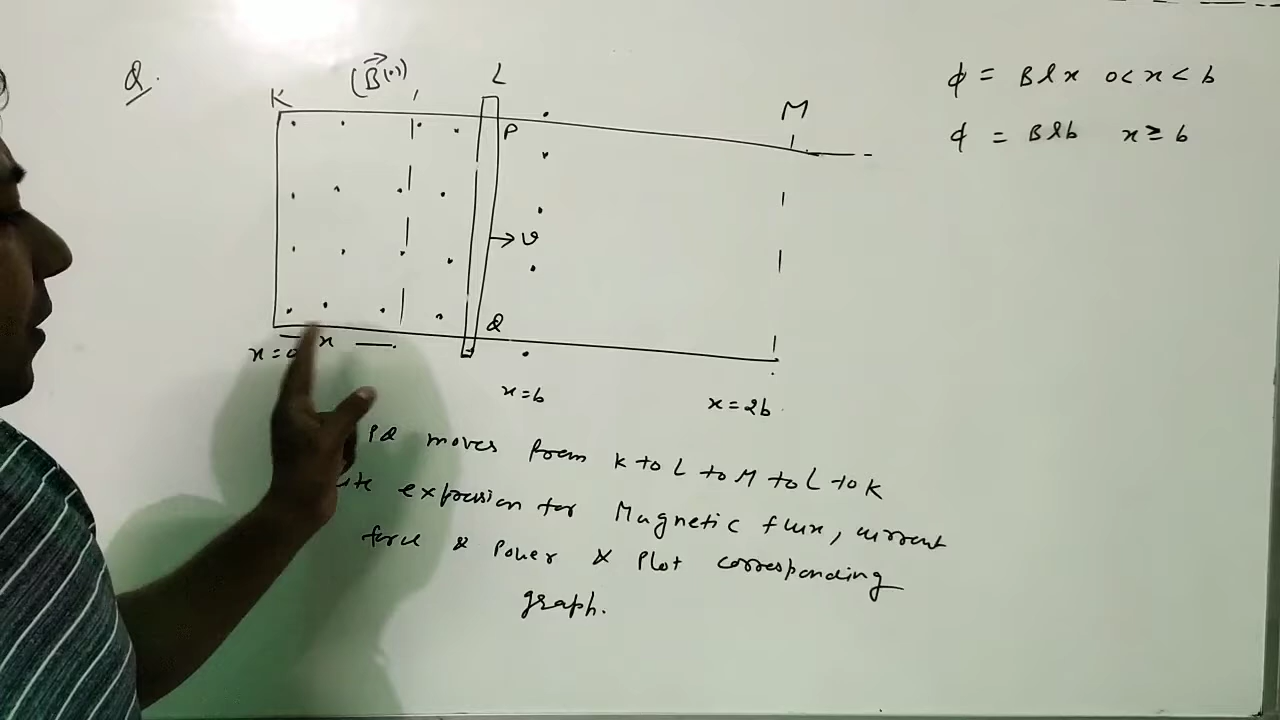 Q.
(B⃗(·))
K
L
M
P
→ v
Q
x = 0
x
x = b
x = 2b
PQ moves from K to L to M to L to K
expression for Magnetic flux, current
force & Power & Plot corresponding
graph.
ϕ = Blx 0 < x < b
ϕ = Blb x ≥ b